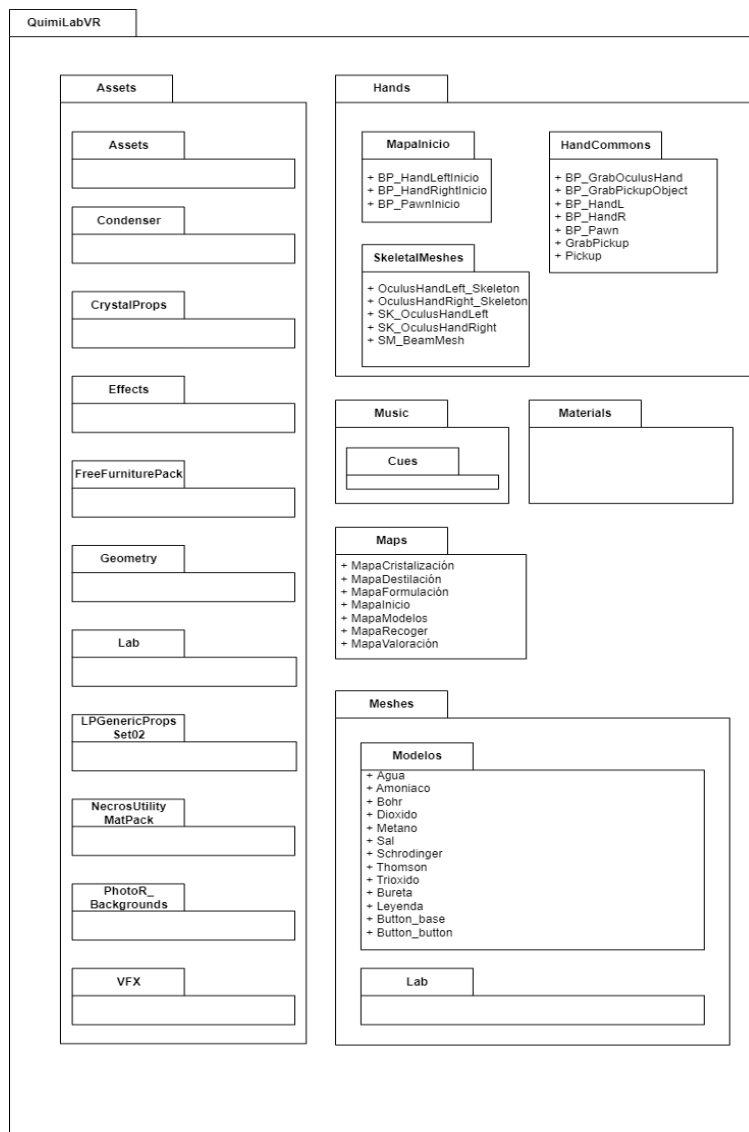 QuimiLabVR
Assets
Assets
Condenser
CrystalProps
Effects
FreeFurniturePack
Geometry
Lab
LPGenericProps
Set02
NecrosUtility
MatPack
PhotoR_
Backgrounds
VFX
Hands
MapaInicio
+ BP_HandLeftInicio
+ BP_HandRightInicio
+ BP_PawnInicio
HandCommons
+ BP_GrabOculusHand
+ BP_GrabPickupObject
+ BP_HandL
+ BP_HandR
+ BP_Pawn
+ GrabPickup
+ Pickup
SkeletalMeshes
+ OculusHandLeft_Skeleton
+ OculusHandRight_Skeleton
+ SK_OculusHandLeft
+ SK_OculusHandRight
+ SM_BeamMesh
Music
Cues
Materials
Maps
+ MapaCristalización
+ MapaDestilación
+ MapaFormulación
+ MapaInicio
+ MapaModelos
+ MapaRecoger
+ MapaValoración
Meshes
Modelos
+ Agua
+ Amoniaco
+ Bohr
+ Dioxido
+ Metano
+ Sal
+ Schrodinger
+ Thomson
+ Trioxido
+ Bureta
+ Leyenda
+ Button_base
+ Button_button
Lab